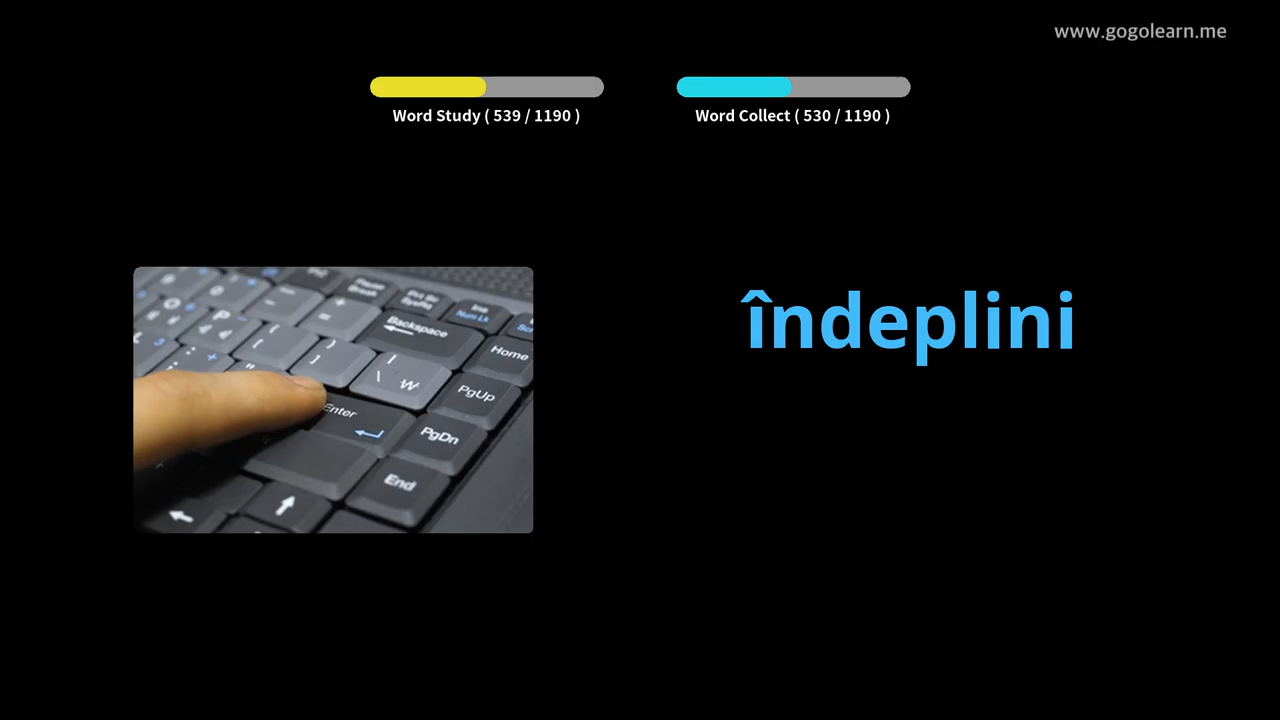 www.gogolearn.me
Word Study ( 539 / 1190 )
Word Collect ( 530 / 1190 )
îndeplini
Backspace
Home
PgUp
Enter
PgDn
End